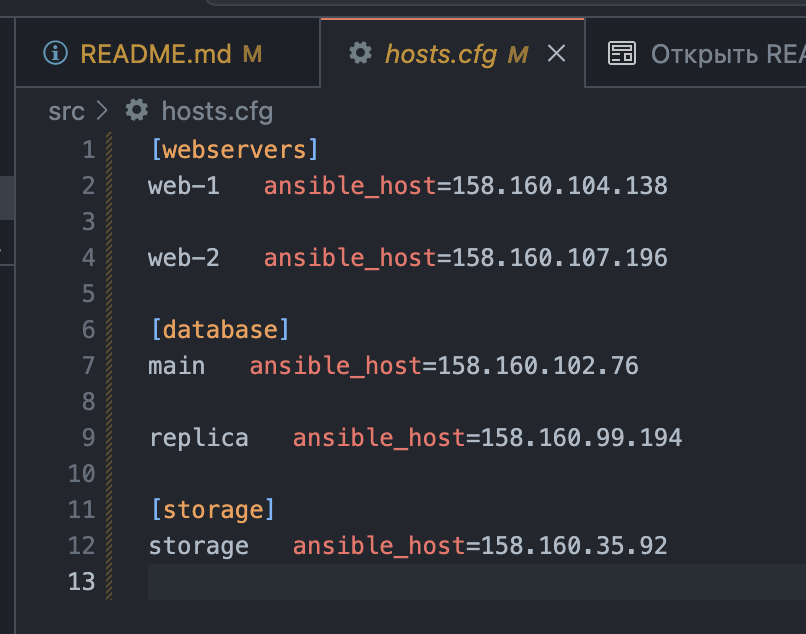 README.md M
hosts.cfg M
Открыть REA
src > hosts.cfg
1 [webservers]
2 web-1 ansible_host=158.160.104.138
3
4 web-2 ansible_host=158.160.107.196
5
6 [database]
7 main ansible_host=158.160.102.76
8
9 replica ansible_host=158.160.99.194
10
11 [storage]
12 storage ansible_host=158.160.35.92
13